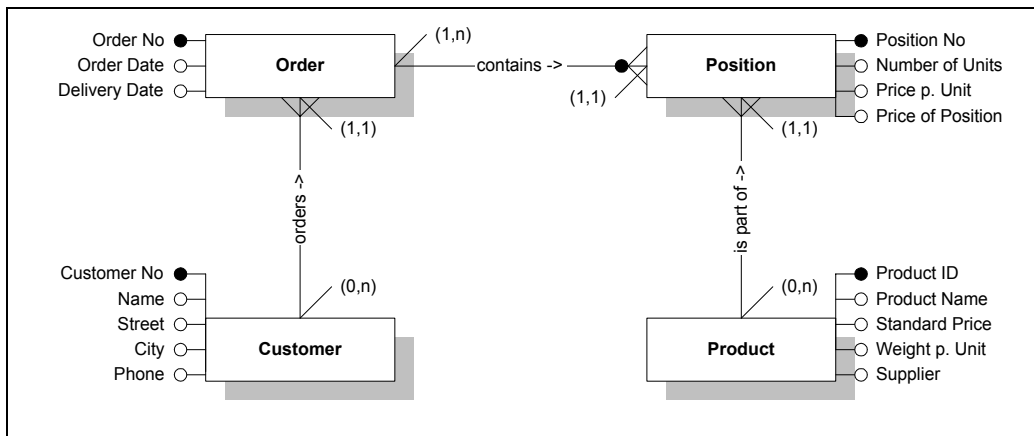 Order No
Order Date
Delivery Date
Order
(1,n)
contains ->
(1,1)
Position
Position No
Number of Units
Price p. Unit
Price of Position
(1,1)
(1,1)
orders ->
is part of ->
Customer No
Name
Street
City
Phone
(0,n)
Customer
(0,n)
Product
Product ID
Product Name
Standard Price
Weight p. Unit
Supplier